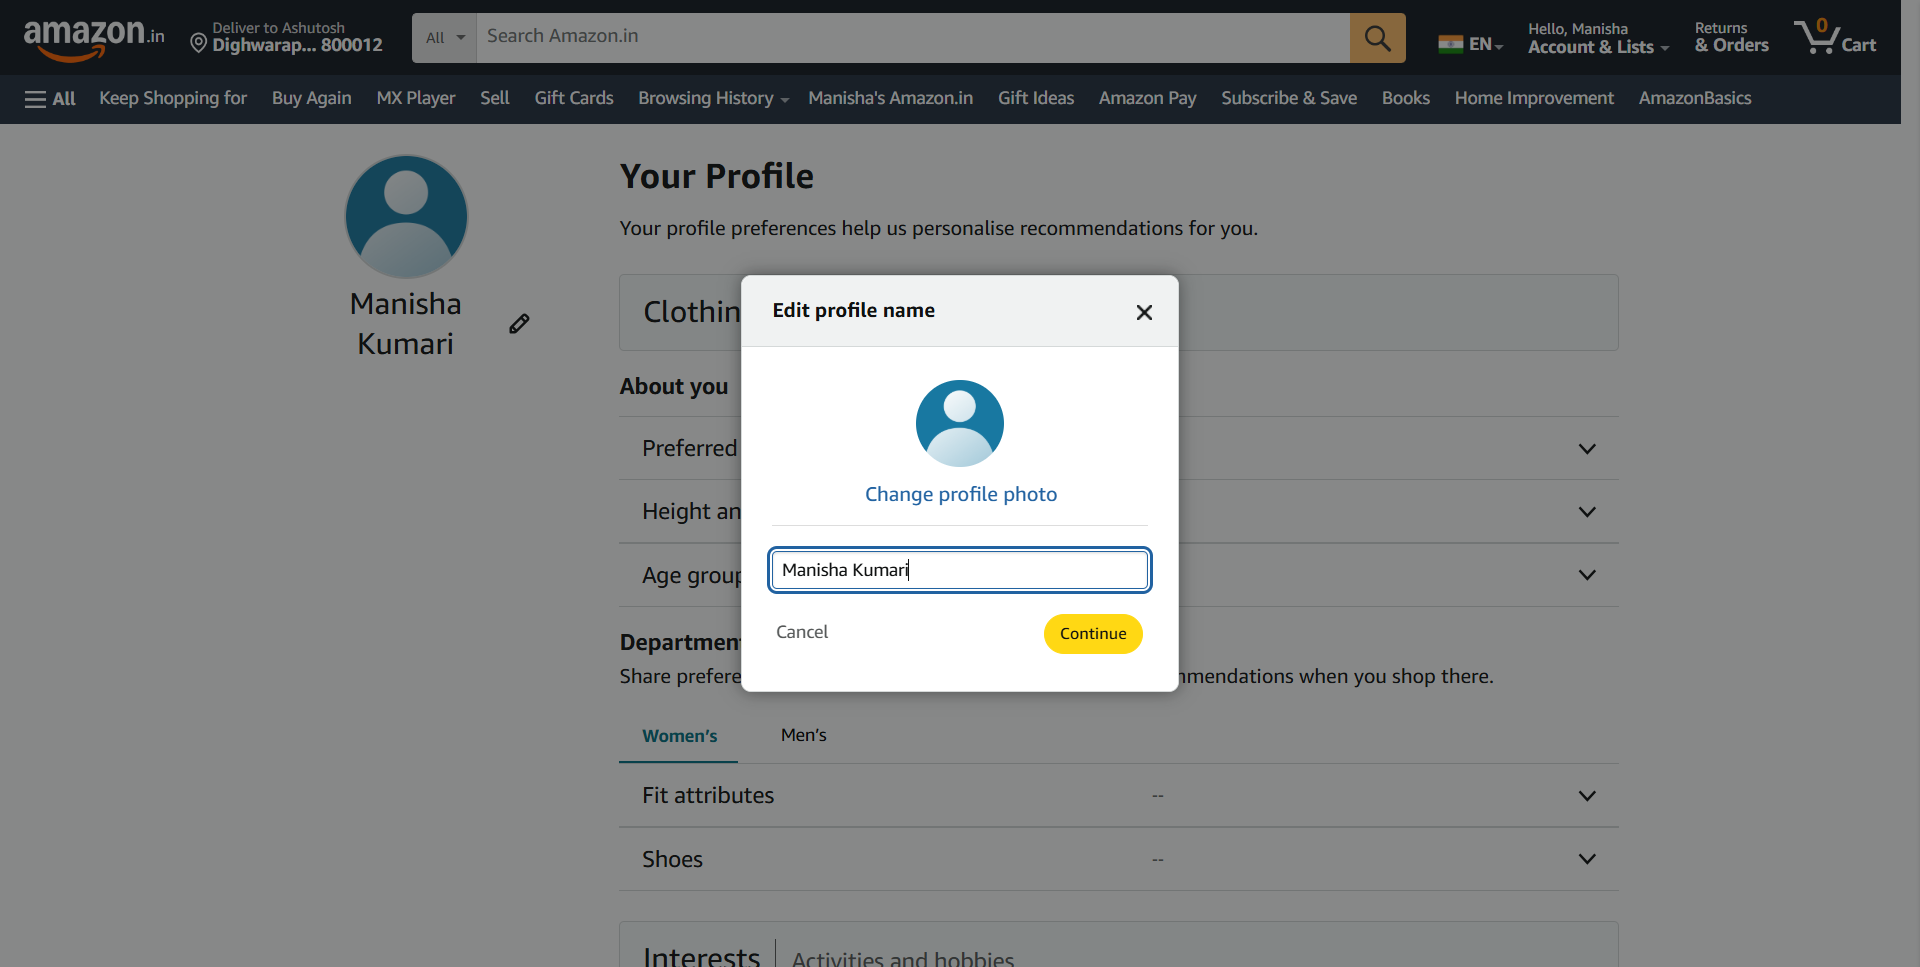 amazon.in
Deliver to Ashutosh
Dighwarap... 800012
All
Search Amazon.in
EN
Hello, Manisha
Account & Lists
Returns
& Orders
0
Cart
All
Keep Shopping for
Buy Again
MX Player
Sell
Gift Cards
Browsing History
Manisha's Amazon.in
Gift Ideas
Amazon Pay
Subscribe & Save
Books
Home Improvement
AmazonBasics
Manisha
Kumari
Your Profile
Your profile preferences help us personalise recommendations for you.
Clothin
About you
Preferred
Height an
Age group
Departmen
Share prefere
mmendations when you shop there.
Edit profile name
Change profile photo
Manisha Kumari
Cancel
Continue
Women's
Men's
Fit attributes
--
Shoes
--
Interests
Activities and hobbies